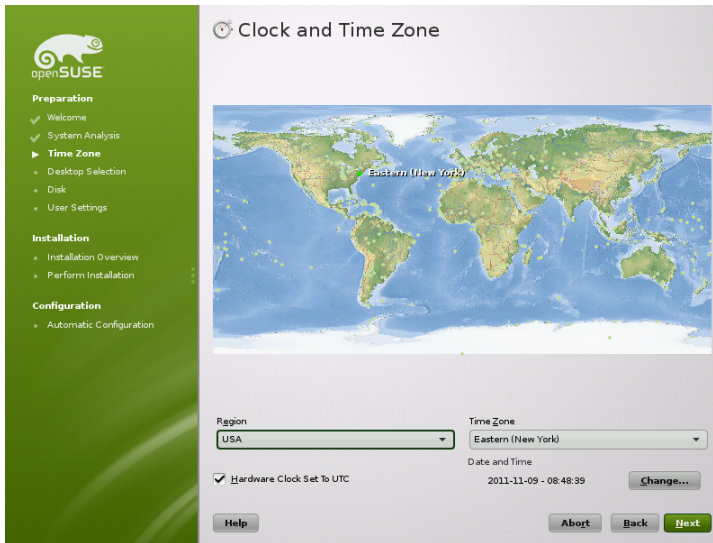 openSUSE
Preparation
Welcome
System Analysis
Time Zone
Desktop Selection
Disk
User Settings
Installation
Installation Overview
Perform Installation
Configuration
Automatic Configuration
Clock and Time Zone
Eastern (New York)
Region
USA
Time Zone
Eastern (New York)
Hardware Clock Set To UTC
Date and Time
2011-11-09 - 08:48:39
Change...
Help
Abort
Back
Next